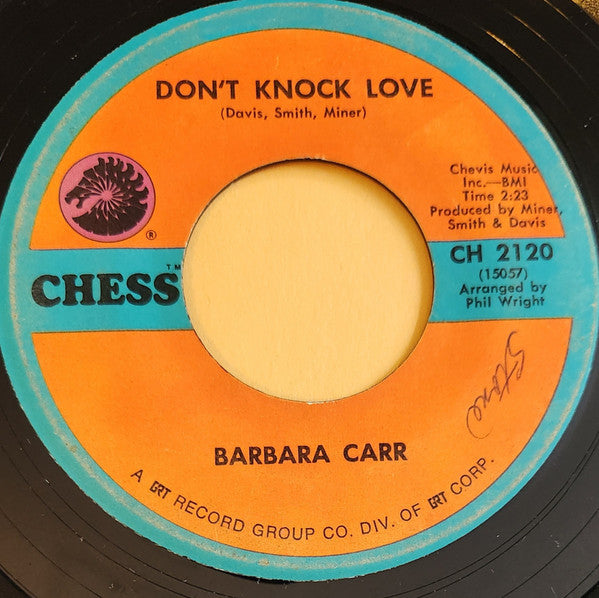 DON'T KNOCK LOVE
(Davis, Smith, Miner)
Chevis Music
Inc.—BMI
Time 2:23
Produced by Miner,
Smith & Davis
®
CHESS™
CH 2120
(15057)
Arranged by
Phil Wright
BARBARA CARR
A GRT RECORD GROUP CO. DIV. OF GRT CORP.